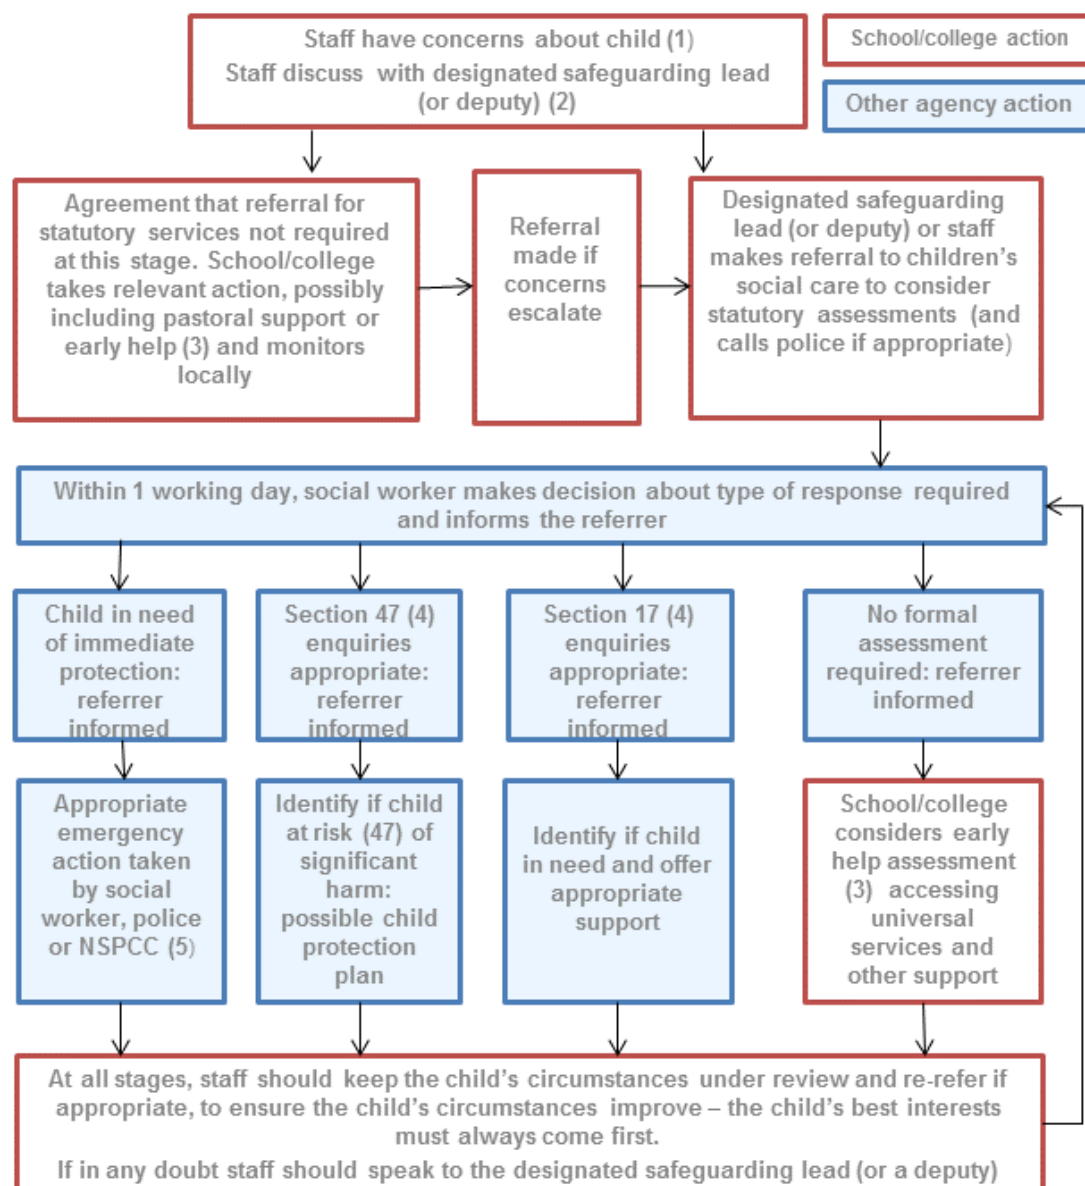 Staff have concerns about child (1)
Staff discuss with designated safeguarding lead
(or deputy) (2)
School/college action
Other agency action
Agreement that referral for
statutory services not required
at this stage. School/college
takes relevant action, possibly
including pastoral support or
early help (3) and monitors
locally
Referral
made if
concerns
escalate
Designated safeguarding
lead (or deputy) or staff
makes referral to children's
social care to consider
statutory assessments (and
calls police if appropriate)
Within 1 working day, social worker makes decision about type of response required
and informs the referrer
Child in need
of immediate
protection:
referrer
informed
Section 47 (4)
enquiries
appropriate:
referrer
informed
Section 17 (4)
enquiries
appropriate:
referrer
informed
No formal
assessment
required: referrer
informed
Appropriate
emergency
action taken
by social
worker, police
or NSPCC (5)
Identify if child
at risk (47) of
significant
harm:
possible child
protection
plan
Identify if child
in need and offer
appropriate
support
School/college
considers early
help assessment
(3) accessing
universal
services and
other support
At all stages, staff should keep the child's circumstances under review and re-refer if
appropriate, to ensure the child's circumstances improve – the child's best interests
must always come first.
If in any doubt staff should speak to the designated safeguarding lead (or a deputy)